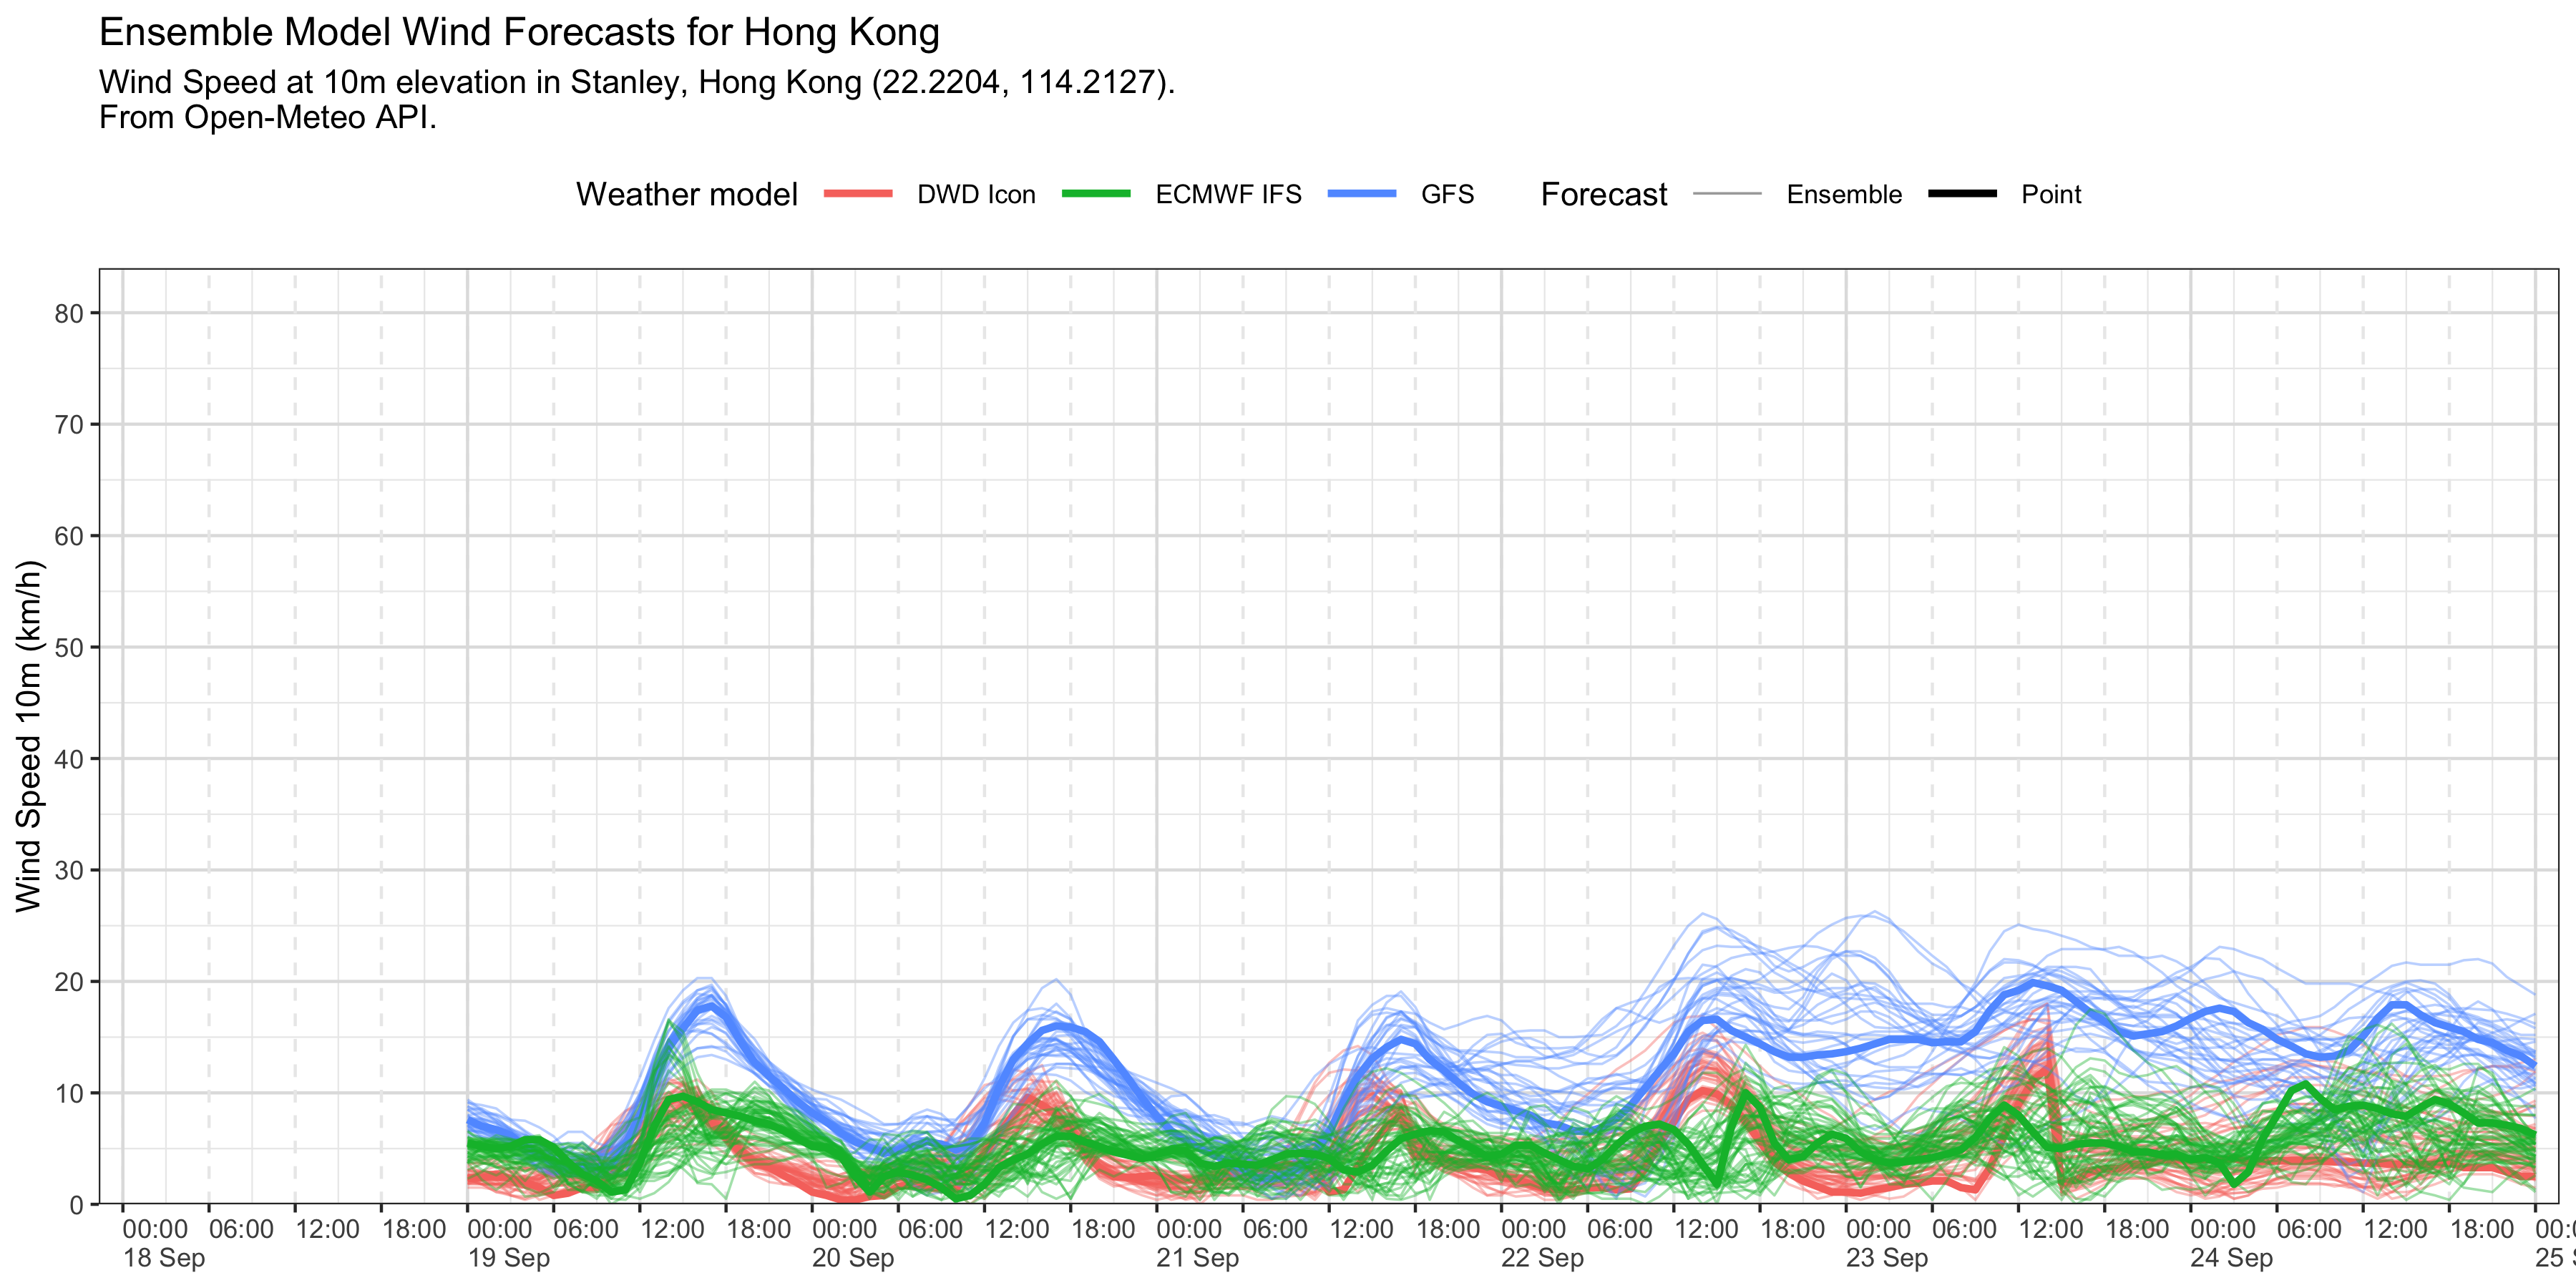 Ensemble Model Wind Forecasts for Hong Kong
Wind Speed at 10m elevation in Stanley, Hong Kong (22.2204, 114.2127).
From Open-Meteo API.
Weather model DWD Icon ECMWF IFS GFS Forecast Ensemble Point
Wind Speed 10m (km/h)
80
70
60
50
40
30
20
10
0
00:00 06:00 12:00 18:00 00:00 06:00 12:00 18:00 00:00 06:00 12:00 18:00 00:00 06:00 12:00 18:00 00:00 06:00 12:00 18:00 00:00 06:00 12:00 18:00 00:00 06:00 12:00 18:00
18 Sep 19 Sep 20 Sep 21 Sep 22 Sep 23 Sep 24 Sep 25